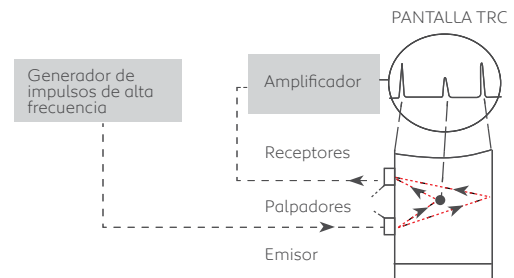 PANTALLA TRC
Generador de
impulsos de alta
frecuencia
Amplificador
Receptores
Palpadores
Emisor